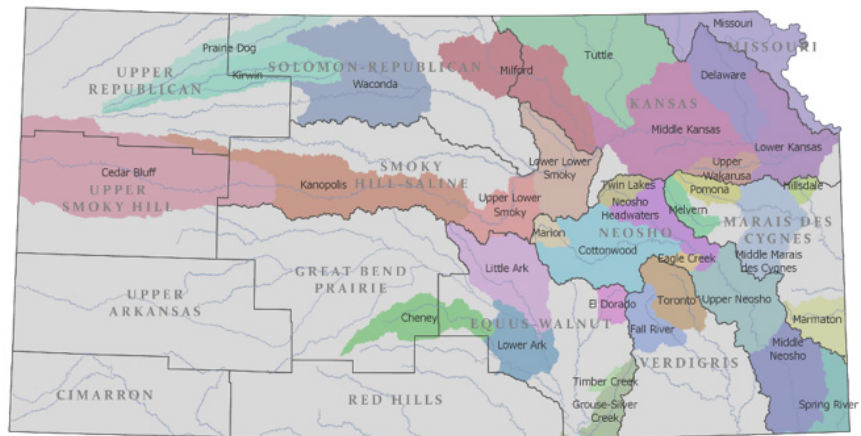 Missouri
MISSOURI
Prairie Dog
Tuttle
SOLOMON-REPUBLICAN
Milford
UPPER
REPUBLICAN
Kirwin
Delaware
Waconda
KANSAS
Middle Kansas
Lower Kansas
Cedar Bluff
UPPER
SMOKY HILL
Kanopolis
SMOKY
HILL-SALINE
Lower Lower
Smoky
Upper
Wakarusa
Upper Lower
Smoky
Twin Lakes
Neosho
Headwaters
Pomona
Hillsdale
Melvern
MARAIS DES
CYGNES
Marion
NEOSHO
Cottonwood
Eagle Creek
Middle Marais
des Cygnes
Little Ark
GREAT BEND
PRAIRIE
UPPER
ARKANSAS
El Dorado
Toronto
Upper Neosho
Cheney
EQUUS-WALNUT
Fall River
Marmaton
Lower Ark
VERDIGRIS
Middle
Neosho
Timber Creek
CIMARRON
RED HILLS
Grouse-Silver
Creek
Spring River